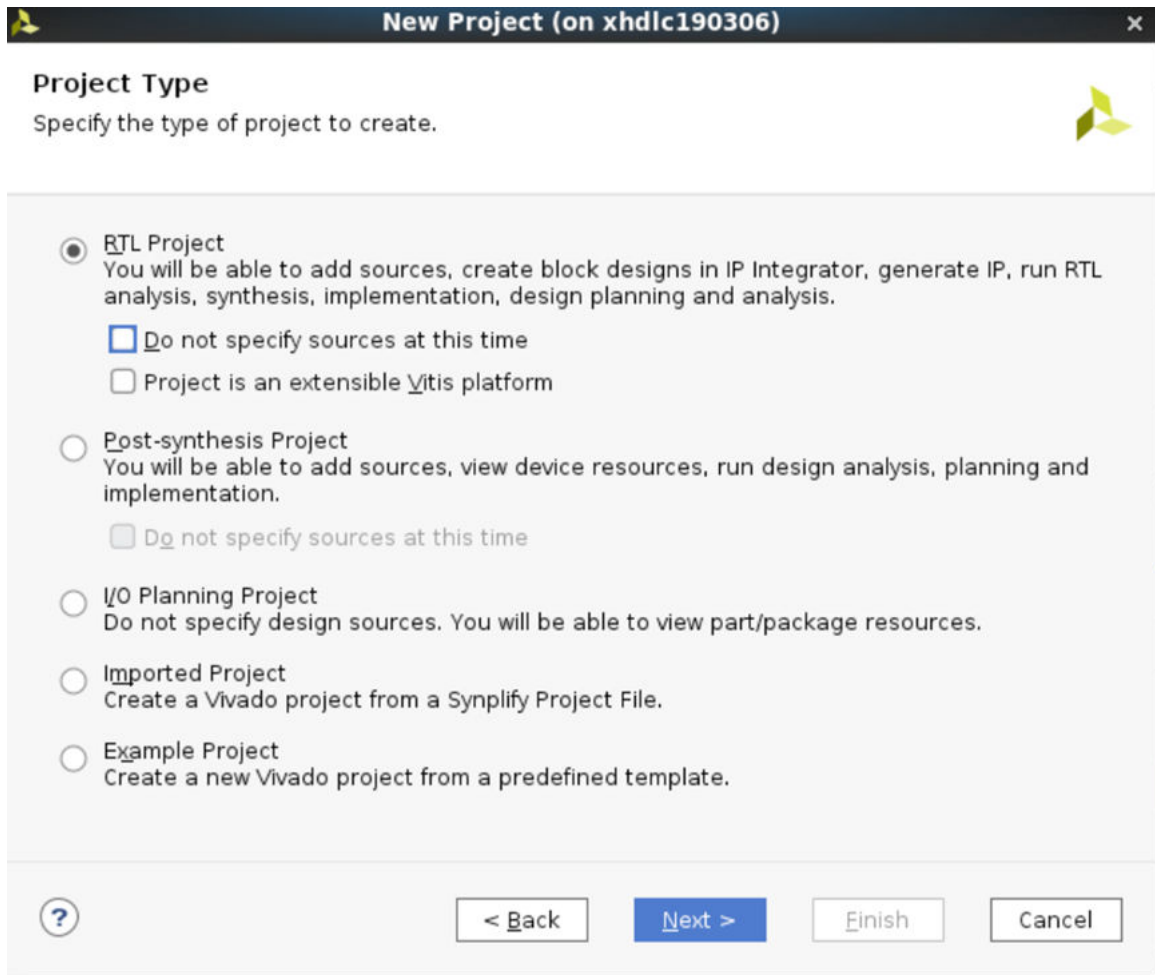 New Project (on xhdlc190306)
Project Type
Specify the type of project to create.
RTL Project
You will be able to add sources, create block designs in IP Integrator, generate IP, run RTL
analysis, synthesis, implementation, design planning and analysis.
Do not specify sources at this time
Project is an extensible Vitis platform
Post-synthesis Project
You will be able to add sources, view device resources, run design analysis, planning and
implementation.
Do not specify sources at this time
I/O Planning Project
Do not specify design sources. You will be able to view part/package resources.
Imported Project
Create a Vivado project from a Synplify Project File.
Example Project
Create a new Vivado project from a predefined template.
?
< Back
Next >
Finish
Cancel